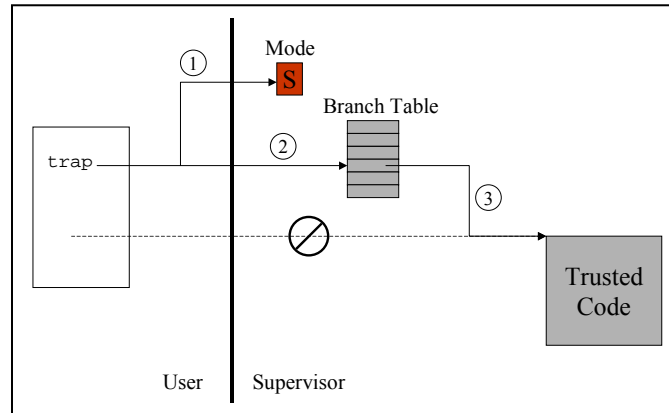 Mode
1
S
Branch Table
trap
2
3
Trusted
Code
User
Supervisor